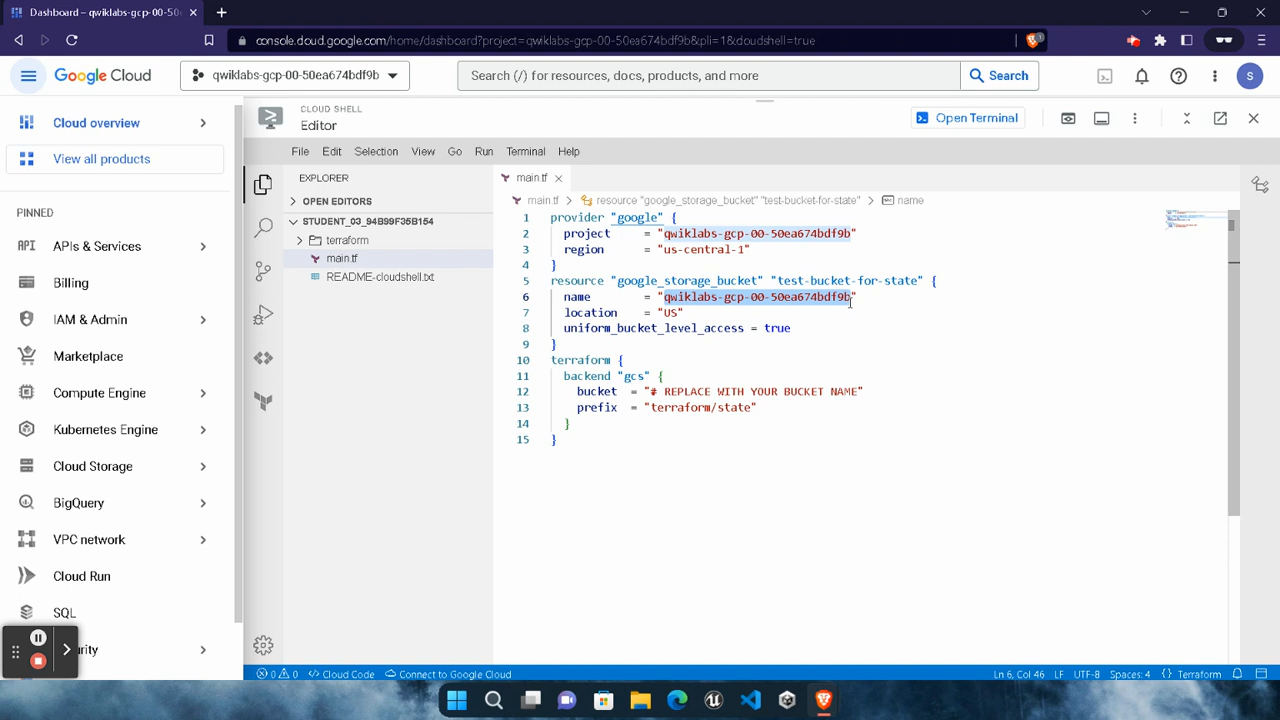 Dashboard – qwiklabs-gcp-00-50
console.cloud.google.com/home/dashboard?project=qwiklabs-gcp-00-50ea674bdf9b&pli=1&cloudshell=true
1
Google Cloud
qwiklabs-gcp-00-50ea674bdf9b
Search (/) for resources, docs, products, and more
Search
S
Cloud overview
View all products
PINNED
API
APIs & Services
Billing
IAM & Admin
Marketplace
Compute Engine
Kubernetes Engine
Cloud Storage
BigQuery
VPC network
Cloud Run
SQL
urity
CLOUD SHELL
Editor
Open Terminal
File Edit Selection View Go Run Terminal Help
EXPLORER
OPEN EDITORS
STUDENT_03_94B99F35B154
terraform
main.tf
README-cloudshell.txt
main.tf
main.tf > resource "google_storage_bucket" "test-bucket-for-state" > name
1 provider "google" {
2 project = "qwiklabs-gcp-00-50ea674bdf9b"
3 region = "us-central-1"
4 }
5 resource "google_storage_bucket" "test-bucket-for-state" {
6 name = "qwiklabs-gcp-00-50ea674bdf9b"
7 location = "US"
8 uniform_bucket_level_access = true
9 }
10 terraform {
11 backend "gcs" {
12 bucket = "# REPLACE WITH YOUR BUCKET NAME"
13 prefix = "terraform/state"
14 }
15 }
0 0 Cloud Code Connect to Google Cloud
Ln 6, Col 46 LF UTF-8 Spaces: 4 {} Terraform